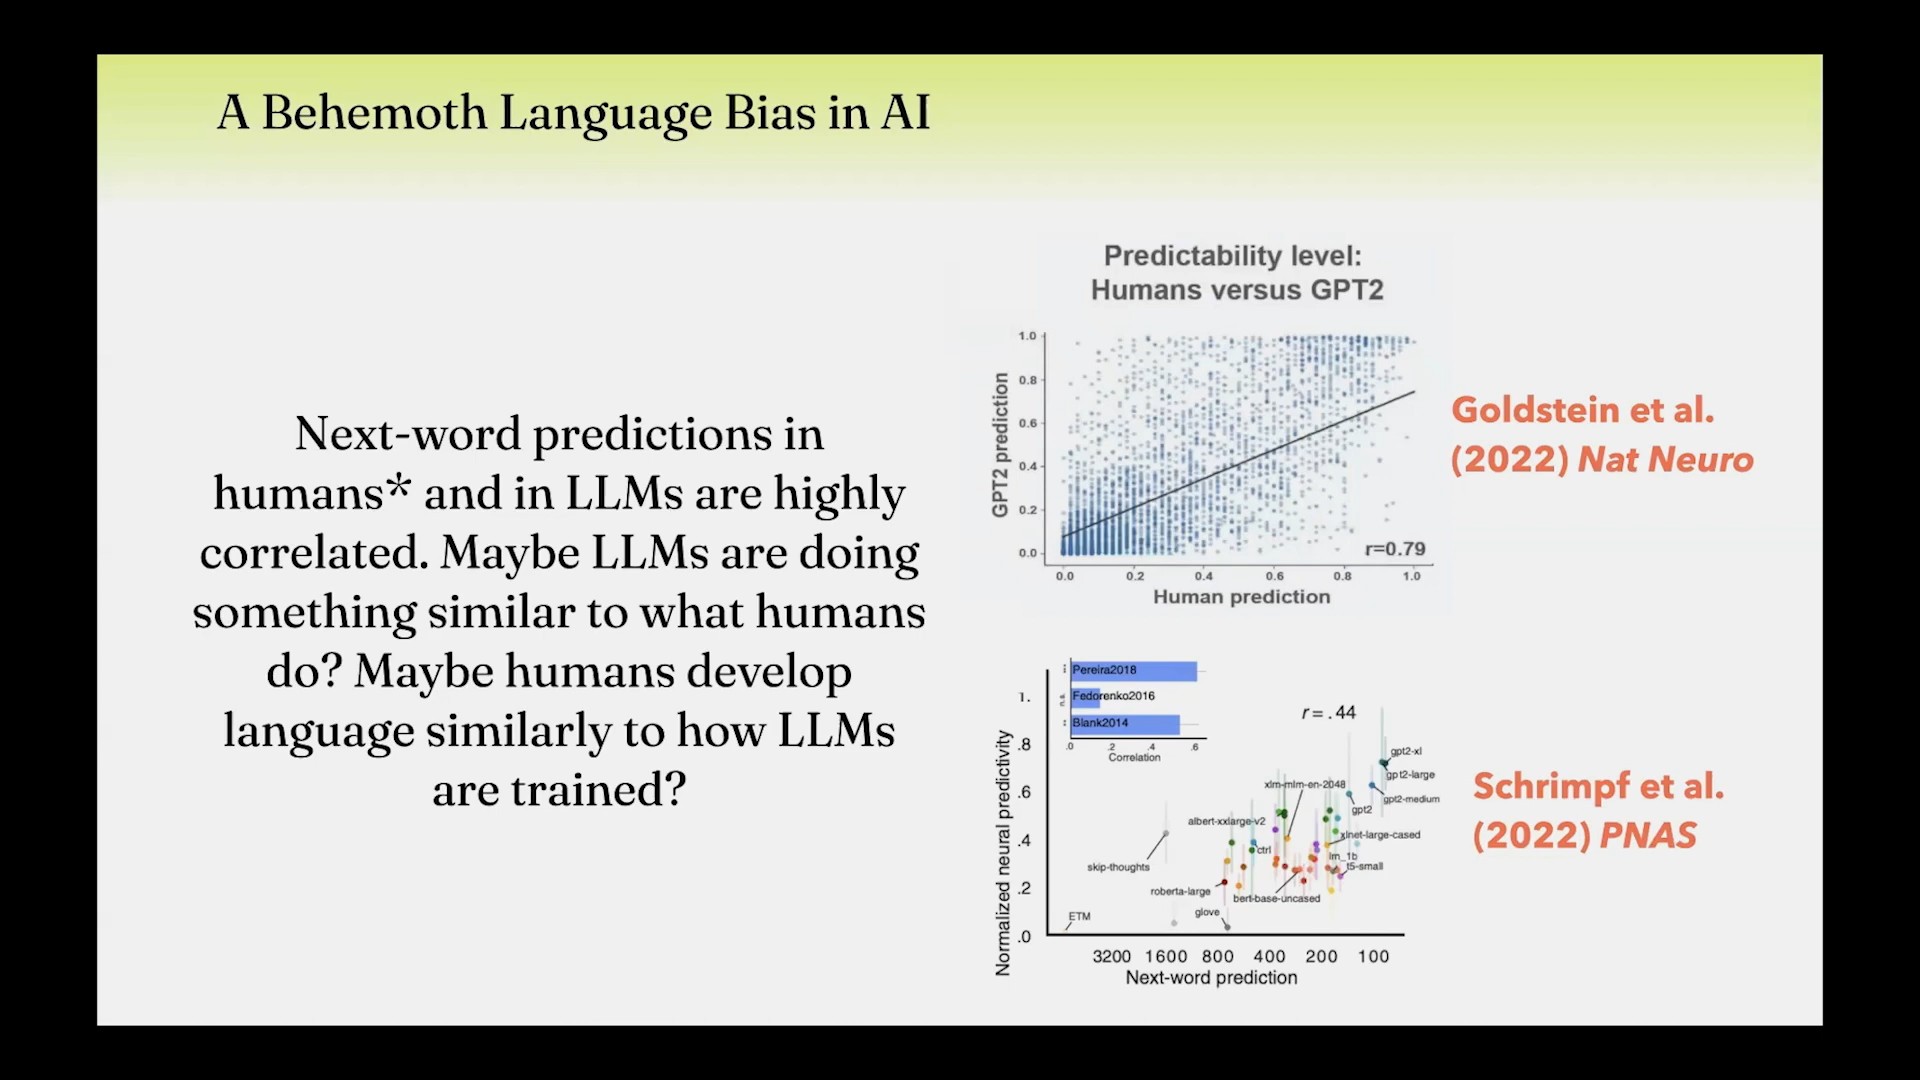 A Behemoth Language Bias in AI
Next-word predictions in
humans* and in LLMs are highly
correlated. Maybe LLMs are doing
something similar to what humans
do? Maybe humans develop
language similarly to how LLMs
are trained?
Predictability level:
Humans versus GPT2
GPT2 prediction
1.0
0.8
0.6
0.4
0.2
0.0
r=0.79
0.0 0.2 0.4 0.6 0.8 1.0
Human prediction
Goldstein et al.
(2022) Nat Neuro
Normalized neural predictivity
1.
.8
.6
.4
.2
.0
Pereira2018
n.s.
Fedorenko2016
Blank2014
.0 .2 .4 .6
Correlation
r = .44
gpt2-xl
gpt2-large
xlm-mlm-en-2048
gpt2-medium
gpt2
albert-xxlarge-v2
xlnet-large-cased
ctrl
lm_1b
skip-thoughts
t5-small
roberta-large
bert-base-uncased
glove
ETM
3200 1600 800 400 200 100
Next-word prediction
Schrimpf et al.
(2022) PNAS